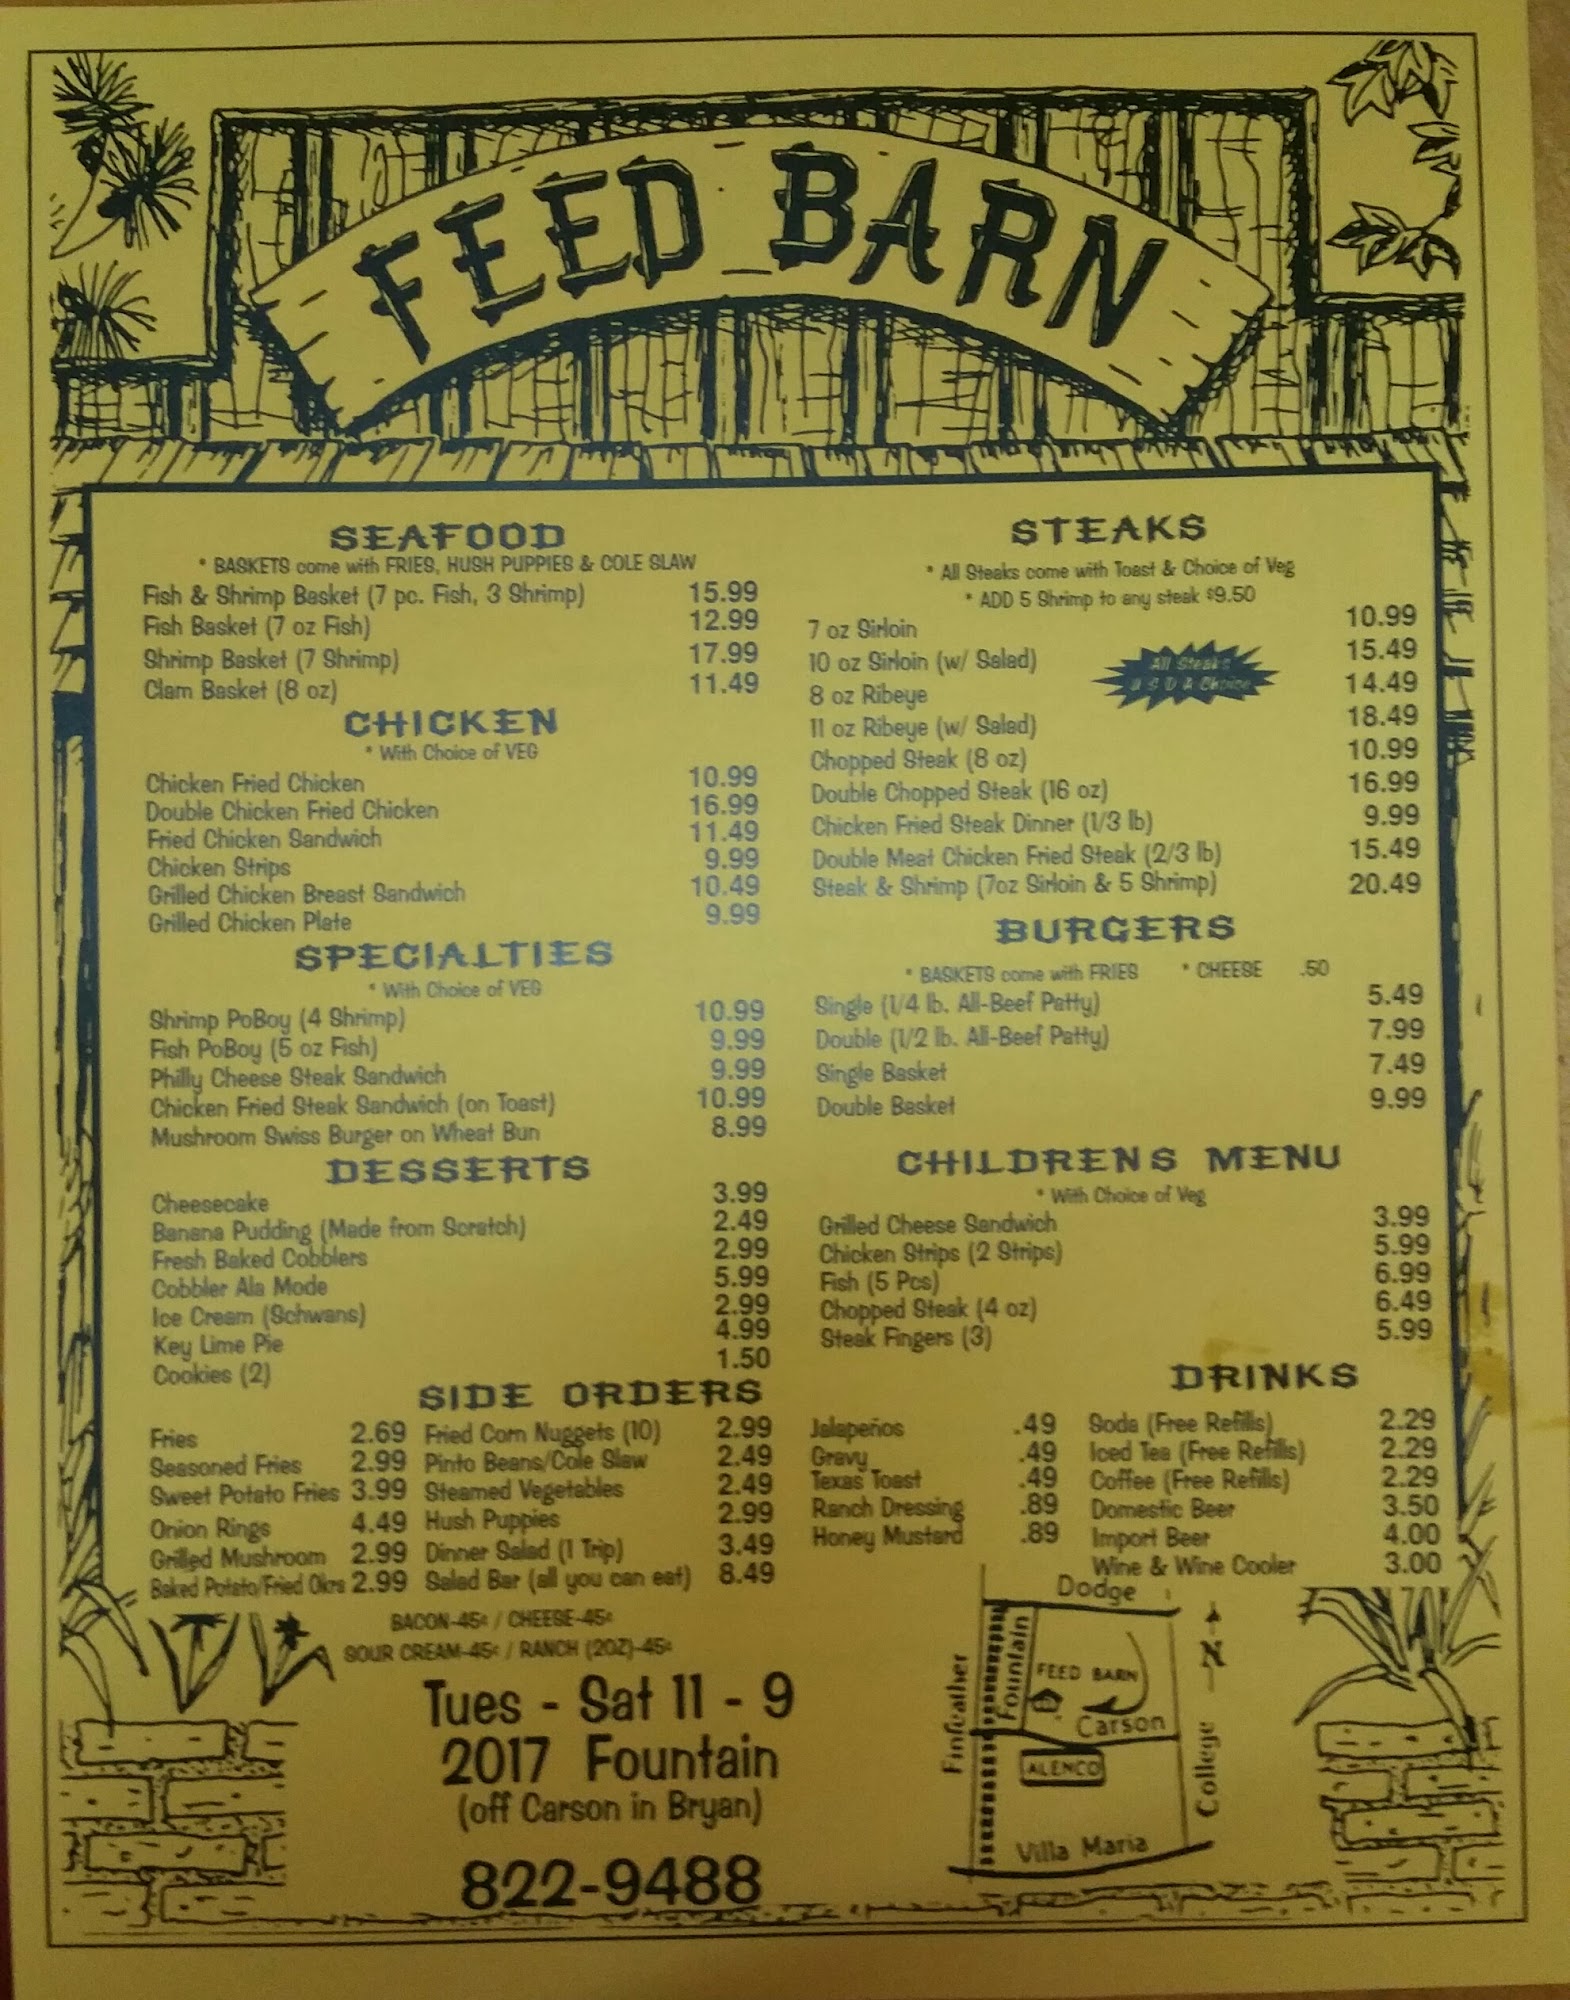 FEED BARN
SEAFOOD
* BASKETS come with FRIES, HUSH PUPPIES & COLE SLAW
Fish & Shrimp Basket (7 pc. Fish, 3 Shrimp) 15.99
Fish Basket (7 oz Fish) 12.99
Shrimp Basket (7 Shrimp) 17.99
Clam Basket (8 oz) 11.49
CHICKEN
* With Choice of VEG
Chicken Fried Chicken 10.99
Double Chicken Fried Chicken 16.99
Fried Chicken Sandwich 11.49
Chicken Strips 9.99
Grilled Chicken Breast Sandwich 10.49
Grilled Chicken Plate 9.99
SPECIALTIES
* With Choice of VEG
Shrimp PoBoy (4 Shrimp) 10.99
Fish PoBoy (5 oz Fish) 9.99
Philly Cheese Steak Sandwich 9.99
Chicken Fried Steak Sandwich (on Toast) 10.99
Mushroom Swiss Burger on Wheat Bun 8.99
DESSERTS
Cheesecake 3.99
Banana Pudding (Made from Scratch) 2.49
Fresh Baked Cobblers 2.99
Cobbler Ala Mode 5.99
Ice Cream (Schwans) 2.99
Key Lime Pie 4.99
Cookies (2) 1.50
STEAKS
* All Steaks come with Toast & Choice of Veg
* ADD 5 Shrimp to any steak $9.50
7 oz Sirloin 10.99
10 oz Sirloin (w/ Salad) 15.49
8 oz Ribeye 14.49
11 oz Ribeye (w/ Salad) 18.49
Chopped Steak (8 oz) 10.99
Double Chopped Steak (16 oz) 16.99
Chicken Fried Steak Dinner (1/3 lb) 9.99
Double Meat Chicken Fried Steak (2/3 lb) 15.49
Steak & Shrimp (7oz Sirloin & 5 Shrimp) 20.49
All Steaks
U S D A Choice
BURGERS
* BASKETS come with FRIES * CHEESE .50
Single (1/4 lb. All-Beef Patty) 5.49
Double (1/2 lb. All-Beef Patty) 7.99
Single Basket 7.49
Double Basket 9.99
CHILDRENS MENU
* With Choice of Veg
Grilled Cheese Sandwich 3.99
Chicken Strips (2 Strips) 5.99
Fish (5 Pcs) 6.99
Chopped Steak (4 oz) 6.49
Steak Fingers (3) 5.99
SIDE ORDERS
Fries 2.69 Fried Corn Nuggets (10) 2.99
Seasoned Fries 2.99 Pinto Beans/Cole Slaw 2.49
Sweet Potato Fries 3.99 Steamed Vegetables 2.49
Onion Rings 4.49 Hush Puppies 2.99
Grilled Mushroom 2.99 Dinner Salad (1 Trip) 3.49
Baked Potato/Fried Okra 2.99 Salad Bar (all you can eat) 8.49
Jalapeños .49
Gravy .49
Texas Toast .49
Ranch Dressing .89
Honey Mustard .89
DRINKS
Soda (Free Refills) 2.29
Iced Tea (Free Refills) 2.29
Coffee (Free Refills) 2.29
Domestic Beer 3.50
Import Beer 4.00
Wine & Wine Cooler 3.00
BACON-45¢ / CHEESE-45¢
SOUR CREAM-45¢ / RANCH (2OZ)-45¢
Tues - Sat 11 - 9
2017 Fountain
(off Carson in Bryan)
822-9488
Dodge
Finfeather
Fountain
FEED BARN
N
Carson
ALENCO
College
Villa Maria